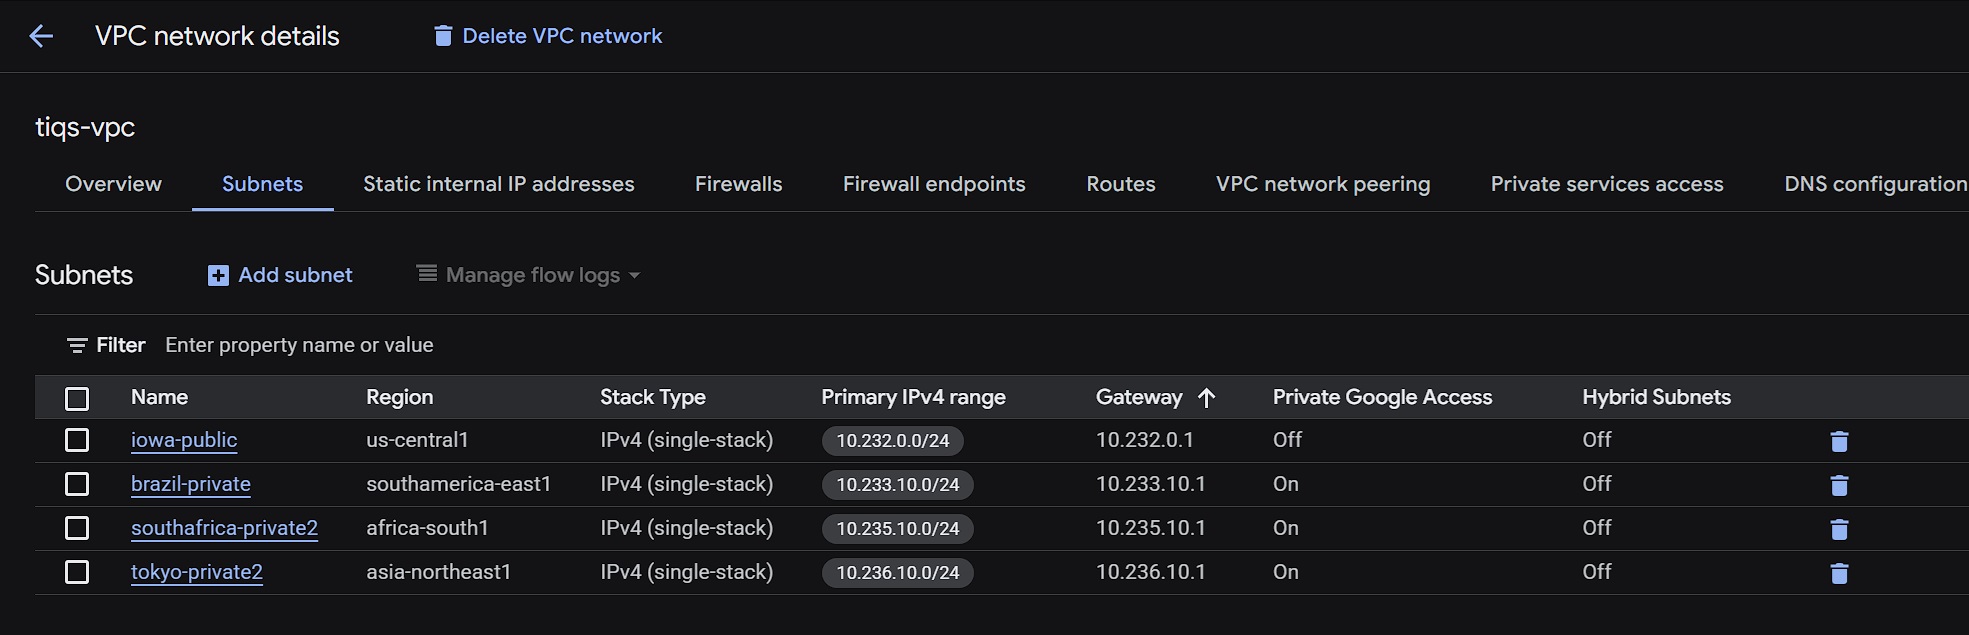 VPC network details Delete VPC network
tiqs-vpc
Overview Subnets Static internal IP addresses Firewalls Firewall endpoints Routes VPC network peering Private services access DNS configuration
Subnets Add subnet Manage flow logs
Filter Enter property name or value
Name Region Stack Type Primary IPv4 range Gateway Private Google Access Hybrid Subnets
iowa-public us-central1 IPv4 (single-stack) 10.232.0.0/24 10.232.0.1 Off Off
brazil-private southamerica-east1 IPv4 (single-stack) 10.233.10.0/24 10.233.10.1 On Off
southafrica-private2 africa-south1 IPv4 (single-stack) 10.235.10.0/24 10.235.10.1 On Off
tokyo-private2 asia-northeast1 IPv4 (single-stack) 10.236.10.0/24 10.236.10.1 On Off